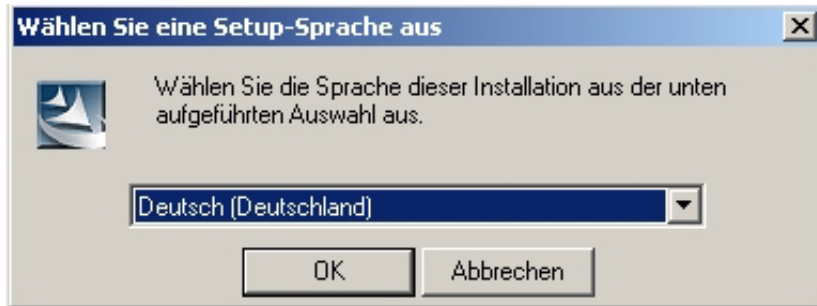 Wählen Sie eine Setup-Sprache aus
Wählen Sie die Sprache dieser Installation aus der unten
aufgeführten Auswahl aus.
Deutsch (Deutschland)
OK
Abbrechen